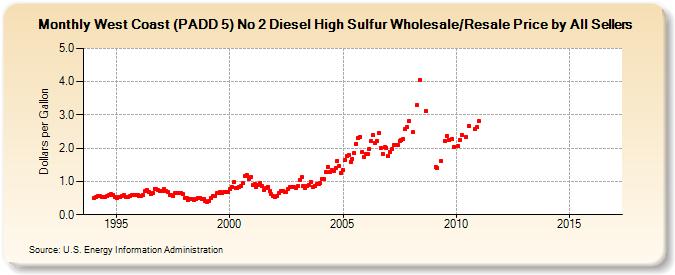 Monthly West Coast (PADD 5) No 2 Diesel High Sulfur Wholesale/Resale Price by All Sellers
Dollars per Gallon
5.0
4.0
3.0
2.0
1.0
0.0
1995 2000 2005 2010 2015
Source: U.S. Energy Information Administration